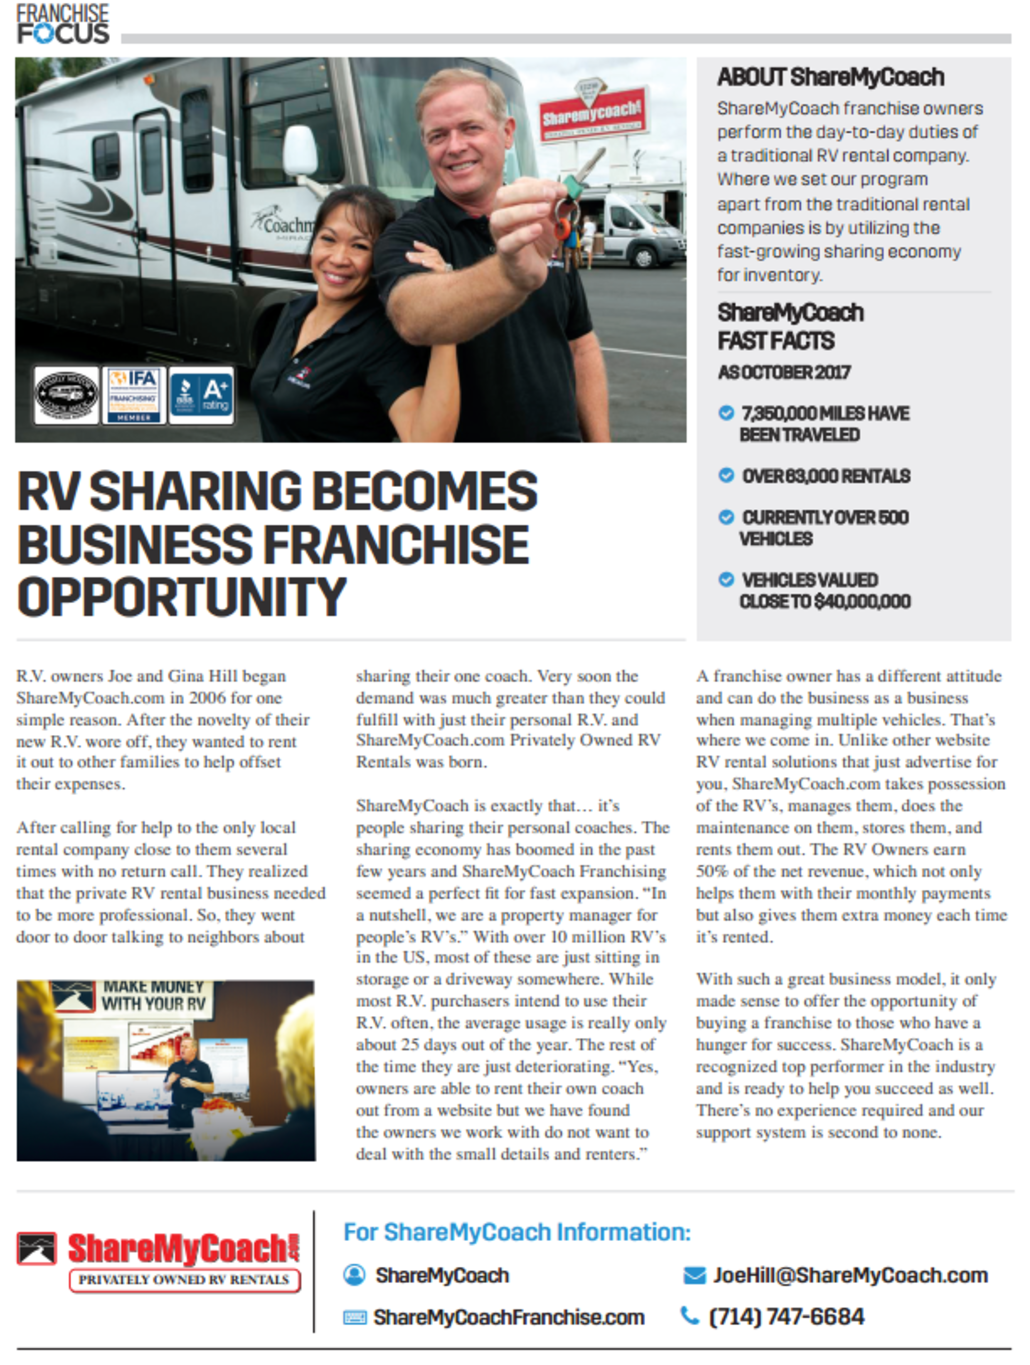 FRANCHISE
FOCUS
Sharemycoach!
Coachm
IFA
FRANCHISING
MEMBER
BBB
A+
rating
ABOUT ShareMyCoach
ShareMyCoach franchise owners
perform the day-to-day duties of
a traditional RV rental company.
Where we set our program
apart from the traditional rental
companies is by utilizing the
fast-growing sharing economy
for inventory.
ShareMyCoach
FAST FACTS
AS OCTOBER 2017
7,350,000 MILES HAVE
BEEN TRAVELED
OVER 63,000 RENTALS
CURRENTLY OVER 500
VEHICLES
VEHICLES VALUED
CLOSE TO $40,000,000
RV SHARING BECOMES
BUSINESS FRANCHISE
OPPORTUNITY
R.V. owners Joe and Gina Hill began
ShareMyCoach.com in 2006 for one
simple reason. After the novelty of their
new R.V. wore off, they wanted to rent
it out to other families to help offset
their expenses.
After calling for help to the only local
rental company close to them several
times with no return call. They realized
that the private RV rental business needed
to be more professional. So, they went
door to door talking to neighbors about
MAKE MONEY
WITH YOUR RV
sharing their one coach. Very soon the
demand was much greater than they could
fulfill with just their personal R.V. and
ShareMyCoach.com Privately Owned RV
Rentals was born.
ShareMyCoach is exactly that… it's
people sharing their personal coaches. The
sharing economy has boomed in the past
few years and ShareMyCoach Franchising
seemed a perfect fit for fast expansion. "In
a nutshell, we are a property manager for
people's RV's." With over 10 million RV's
in the US, most of these are just sitting in
storage or a driveway somewhere. While
most R.V. purchasers intend to use their
R.V. often, the average usage is really only
about 25 days out of the year. The rest of
the time they are just deteriorating. "Yes,
owners are able to rent their own coach
out from a website but we have found
the owners we work with do not want to
deal with the small details and renters."
A franchise owner has a different attitude
and can do the business as a business
when managing multiple vehicles. That's
where we come in. Unlike other website
RV rental solutions that just advertise for
you, ShareMyCoach.com takes possession
of the RV's, manages them, does the
maintenance on them, stores them, and
rents them out. The RV Owners earn
50% of the net revenue, which not only
helps them with their monthly payments
but also gives them extra money each time
it's rented.
With such a great business model, it only
made sense to offer the opportunity of
buying a franchise to those who have a
hunger for success. ShareMyCoach is a
recognized top performer in the industry
and is ready to help you succeed as well.
There's no experience required and our
support system is second to none.
ShareMyCoach.com
PRIVATELY OWNED RV RENTALS
For ShareMyCoach Information:
ShareMyCoach
JoeHill@ShareMyCoach.com
ShareMyCoachFranchise.com
(714) 747-6684